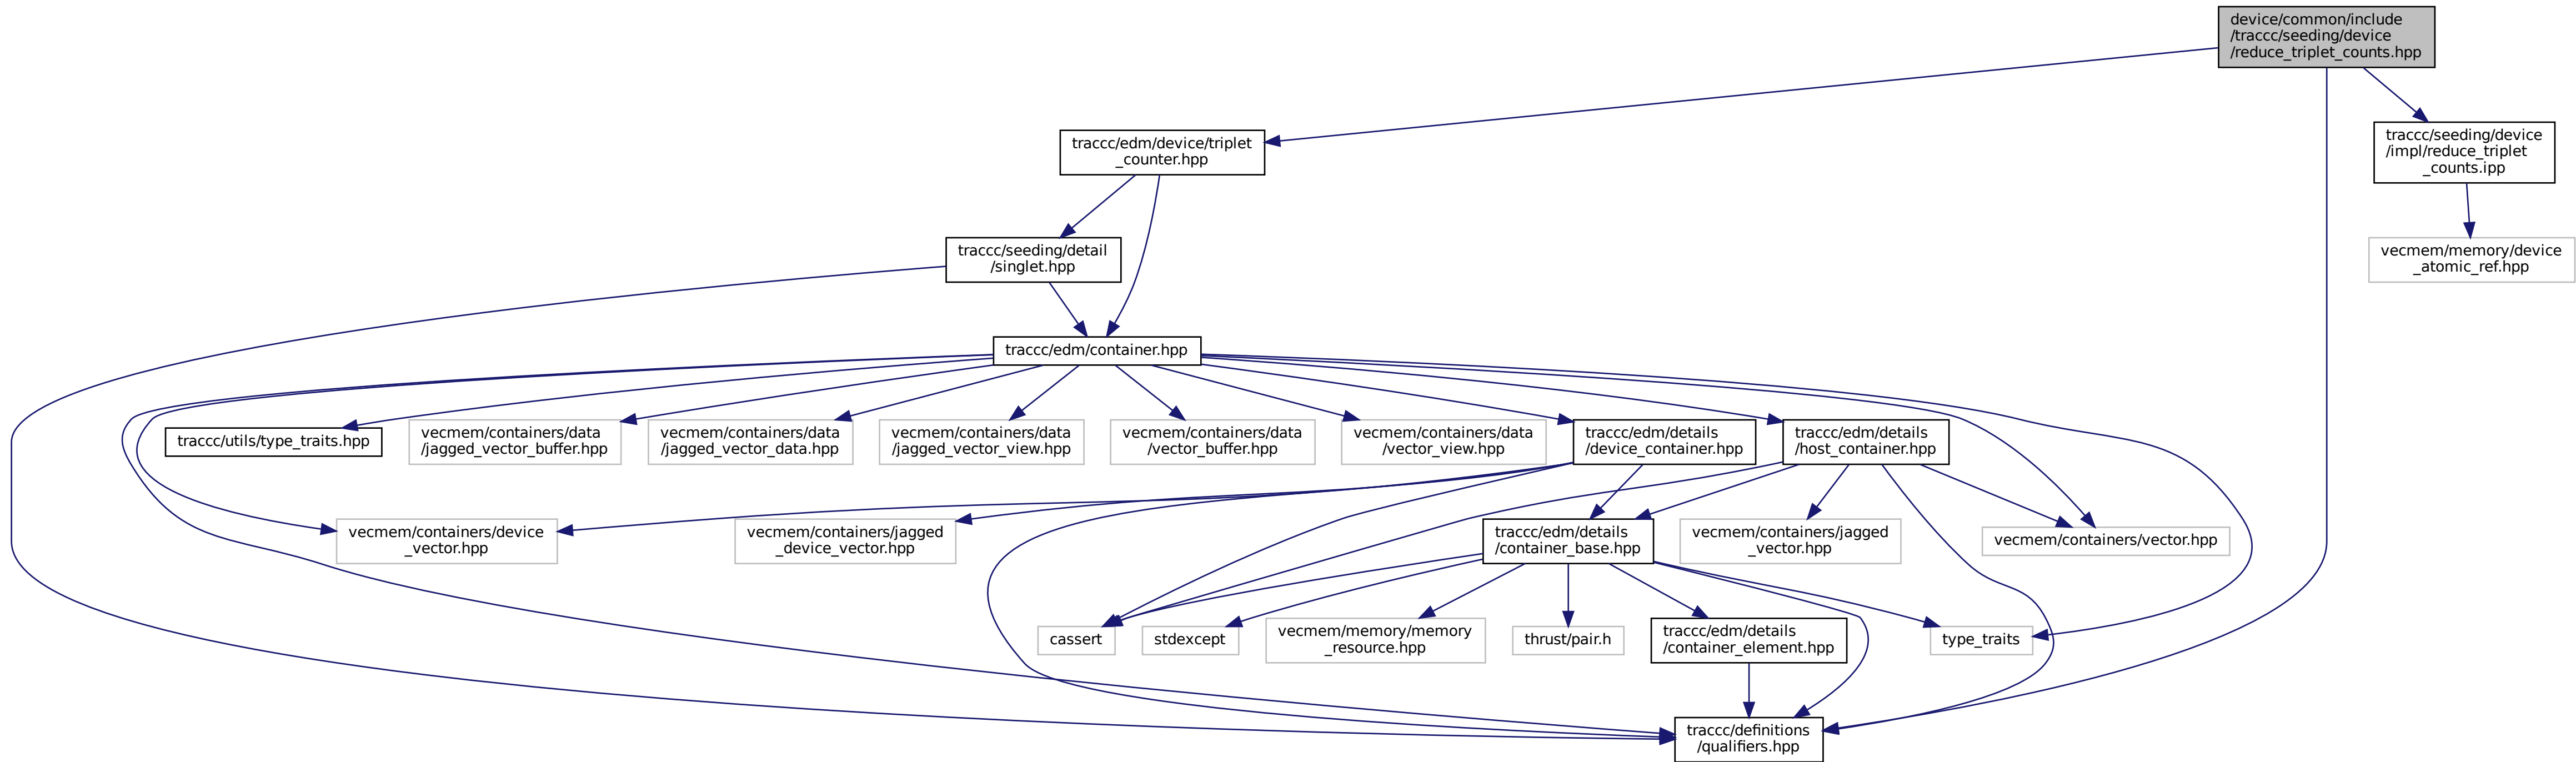 device/common/include
/traccc/seeding/device
/reduce_triplet_counts.hpp
traccc/edm/device/triplet
_counter.hpp
traccc/seeding/device
/impl/reduce_triplet
_counts.ipp
traccc/seeding/detail
/singlet.hpp
vecmem/memory/device
_atomic_ref.hpp
traccc/edm/container.hpp
traccc/utils/type_traits.hpp
vecmem/containers/data
/jagged_vector_buffer.hpp
vecmem/containers/data
/jagged_vector_data.hpp
vecmem/containers/data
/jagged_vector_view.hpp
vecmem/containers/data
/vector_buffer.hpp
vecmem/containers/data
/vector_view.hpp
traccc/edm/details
/device_container.hpp
traccc/edm/details
/host_container.hpp
vecmem/containers/device
_vector.hpp
vecmem/containers/jagged
_device_vector.hpp
traccc/edm/details
/container_base.hpp
vecmem/containers/jagged
_vector.hpp
vecmem/containers/vector.hpp
cassert
stdexcept
vecmem/memory/memory
_resource.hpp
thrust/pair.h
traccc/edm/details
/container_element.hpp
type_traits
traccc/definitions
/qualifiers.hpp